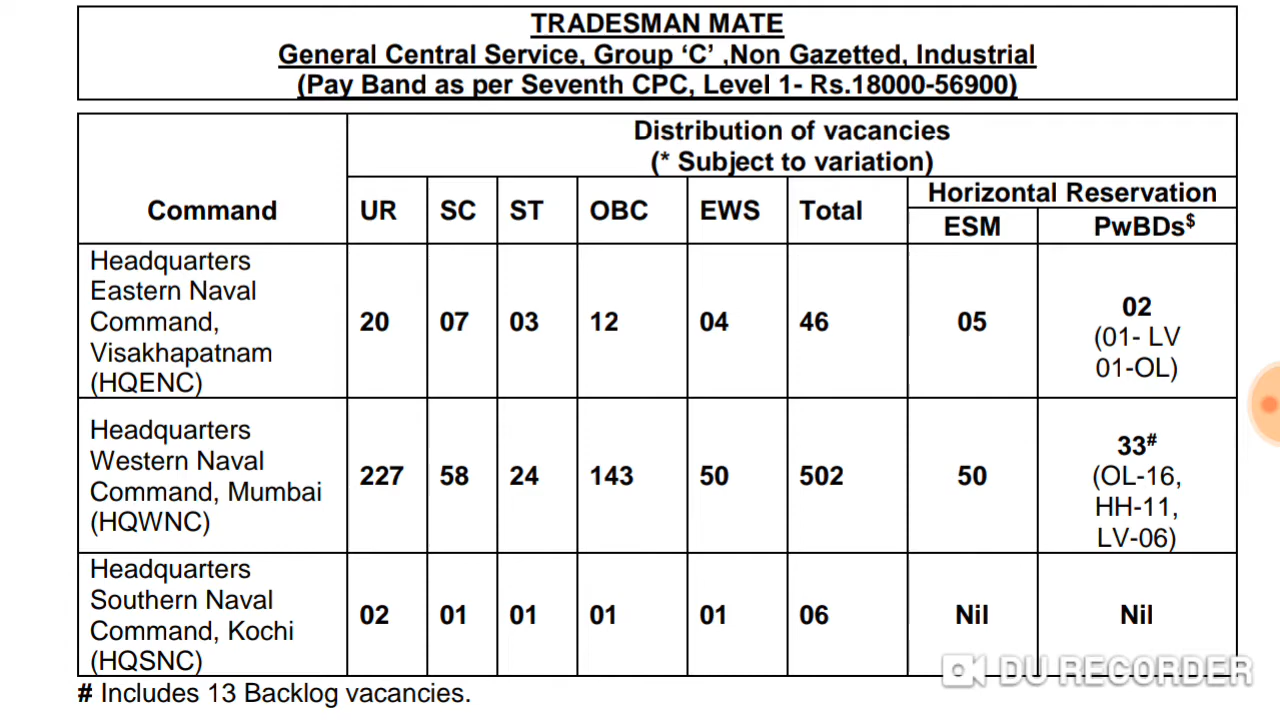 TRADESMAN MATE
General Central Service, Group ‘C’ ,Non Gazetted, Industrial
(Pay Band as per Seventh CPC, Level 1- Rs.18000-56900)
Distribution of vacancies
(* Subject to variation)
Command UR SC ST OBC EWS Total Horizontal Reservation
ESM PwBDs$
Headquarters
Eastern Naval
Command,
Visakhapatnam
(HQENC)
20 07 03 12 04 46 05 02
(01- LV
01-OL)
Headquarters
Western Naval
Command, Mumbai
(HQWNC)
227 58 24 143 50 502 50 33#
(OL-16,
HH-11,
LV-06)
Headquarters
Southern Naval
Command, Kochi
(HQSNC)
02 01 01 01 01 06 Nil Nil
# Includes 13 Backlog vacancies.
DU RECORDER